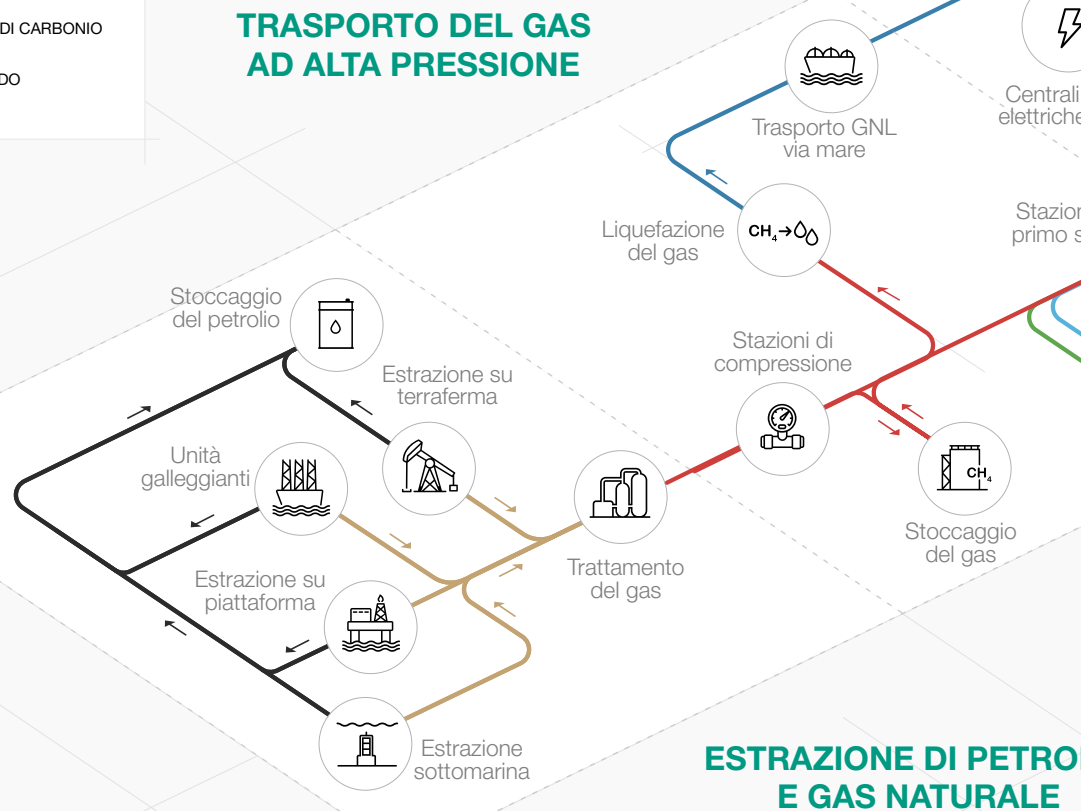 DI CARBONIO
TRASPORTO DEL GAS
AD ALTA PRESSIONE
Trasporto GNL
via mare
Centrali
elettriche
Liquefazione
del gas
CH₄→
primo
Stoccaggio
del petrolio
Stazioni di
compressione
Estrazione su
terraferma
Unità
galleggianti
CH₄
Stoccaggio
del gas
Trattamento
del gas
Estrazione su
piattaforma
Estrazione
sottomarina
ESTRAZIONE DI
E GAS NATURALE